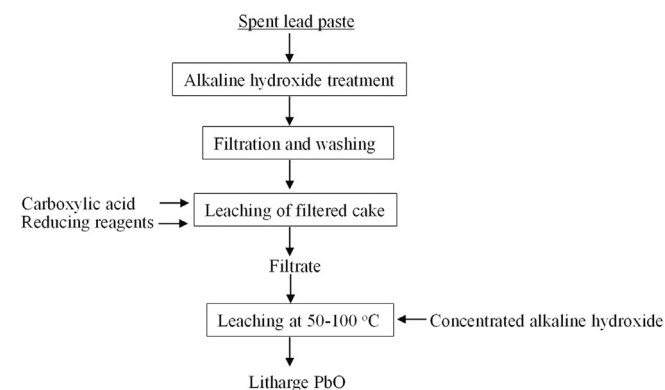 Spent lead paste
Alkaline hydroxide treatment
Filtration and washing
Carboxylic acid
Reducing reagents
Leaching of filtered cake
Filtrate
Leaching at 50-100 °C
Concentrated alkaline hydroxide
Litharge PbO